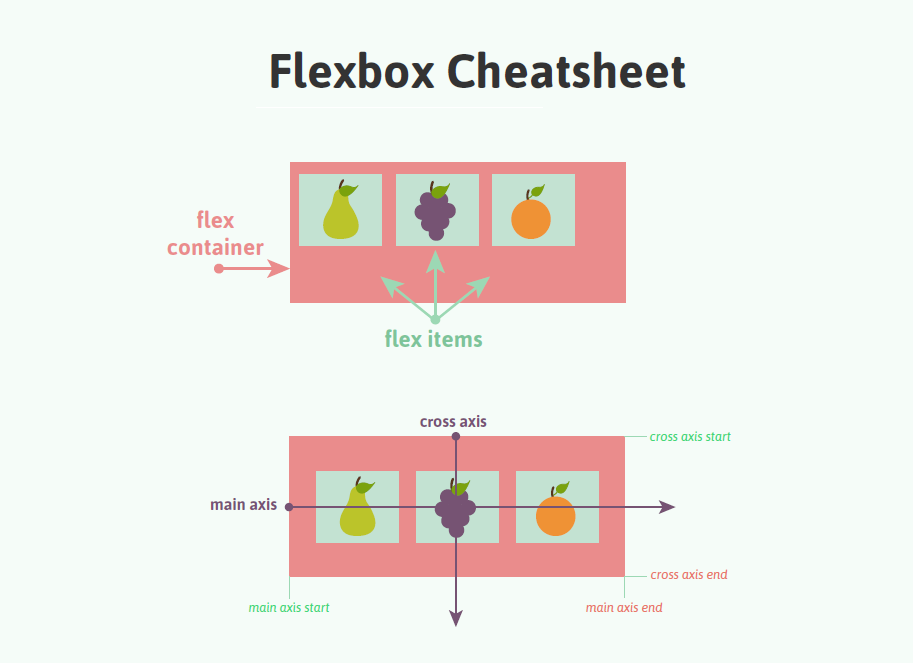 Flexbox Cheatsheet
flex
container
flex items
cross axis
cross axis start
main axis
cross axis end
main axis start
main axis end